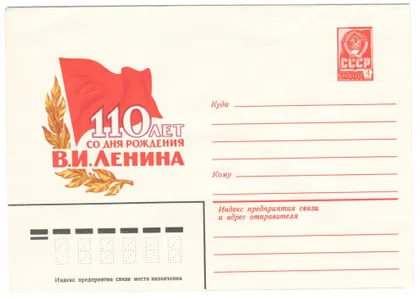 110 ЛЕТ
СО ДНЯ РОЖДЕНИЯ
В.И.ЛЕНИНА
СССР
4
Куда
Кому
Индекс предприятия связи
и адрес отправителя
Индекс предприятия связи места назначения